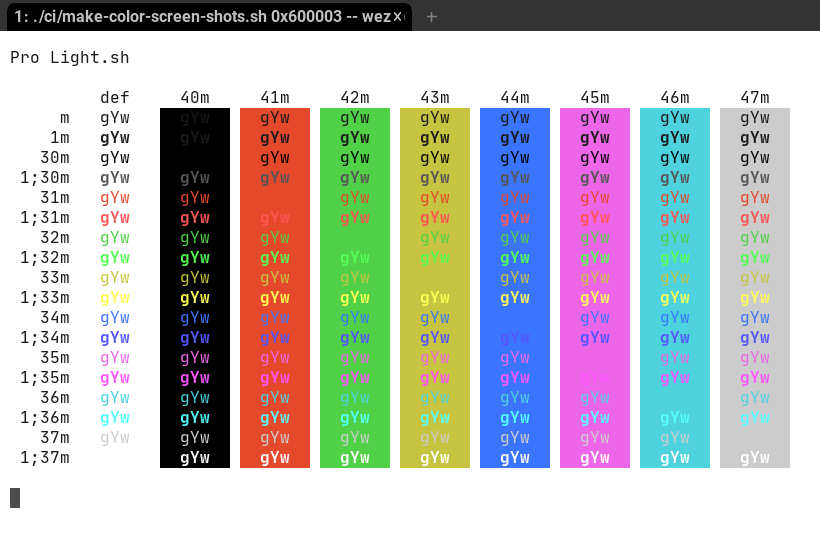 1: ./ci/make-color-screen-shots.sh 0x600003 -- wez
Pro Light.sh
def 40m 41m 42m 43m 44m 45m 46m 47m
m gYw gYw gYw gYw gYw gYw gYw gYw gYw
1m gYw gYw gYw gYw gYw gYw gYw gYw gYw
30m gYw gYw gYw gYw gYw gYw gYw gYw
1;30m gYw gYw gYw gYw gYw gYw gYw gYw gYw
31m gYw gYw gYw gYw gYw gYw gYw gYw
1;31m gYw gYw gYw gYw gYw gYw gYw gYw gYw
32m gYw gYw gYw gYw gYw gYw gYw gYw
1;32m gYw gYw gYw gYw gYw gYw gYw gYw gYw
33m gYw gYw gYw gYw gYw gYw gYw gYw
1;33m gYw gYw gYw gYw gYw gYw gYw gYw gYw
34m gYw gYw gYw gYw gYw gYw gYw gYw
1;34m gYw gYw gYw gYw gYw gYw gYw gYw gYw
35m gYw gYw gYw gYw gYw gYw gYw gYw
1;35m gYw gYw gYw gYw gYw gYw gYw gYw gYw
36m gYw gYw gYw gYw gYw gYw gYw gYw
1;36m gYw gYw gYw gYw gYw gYw gYw gYw gYw
37m gYw gYw gYw gYw gYw gYw gYw gYw
1;37m gYw gYw gYw gYw gYw gYw gYw gYw